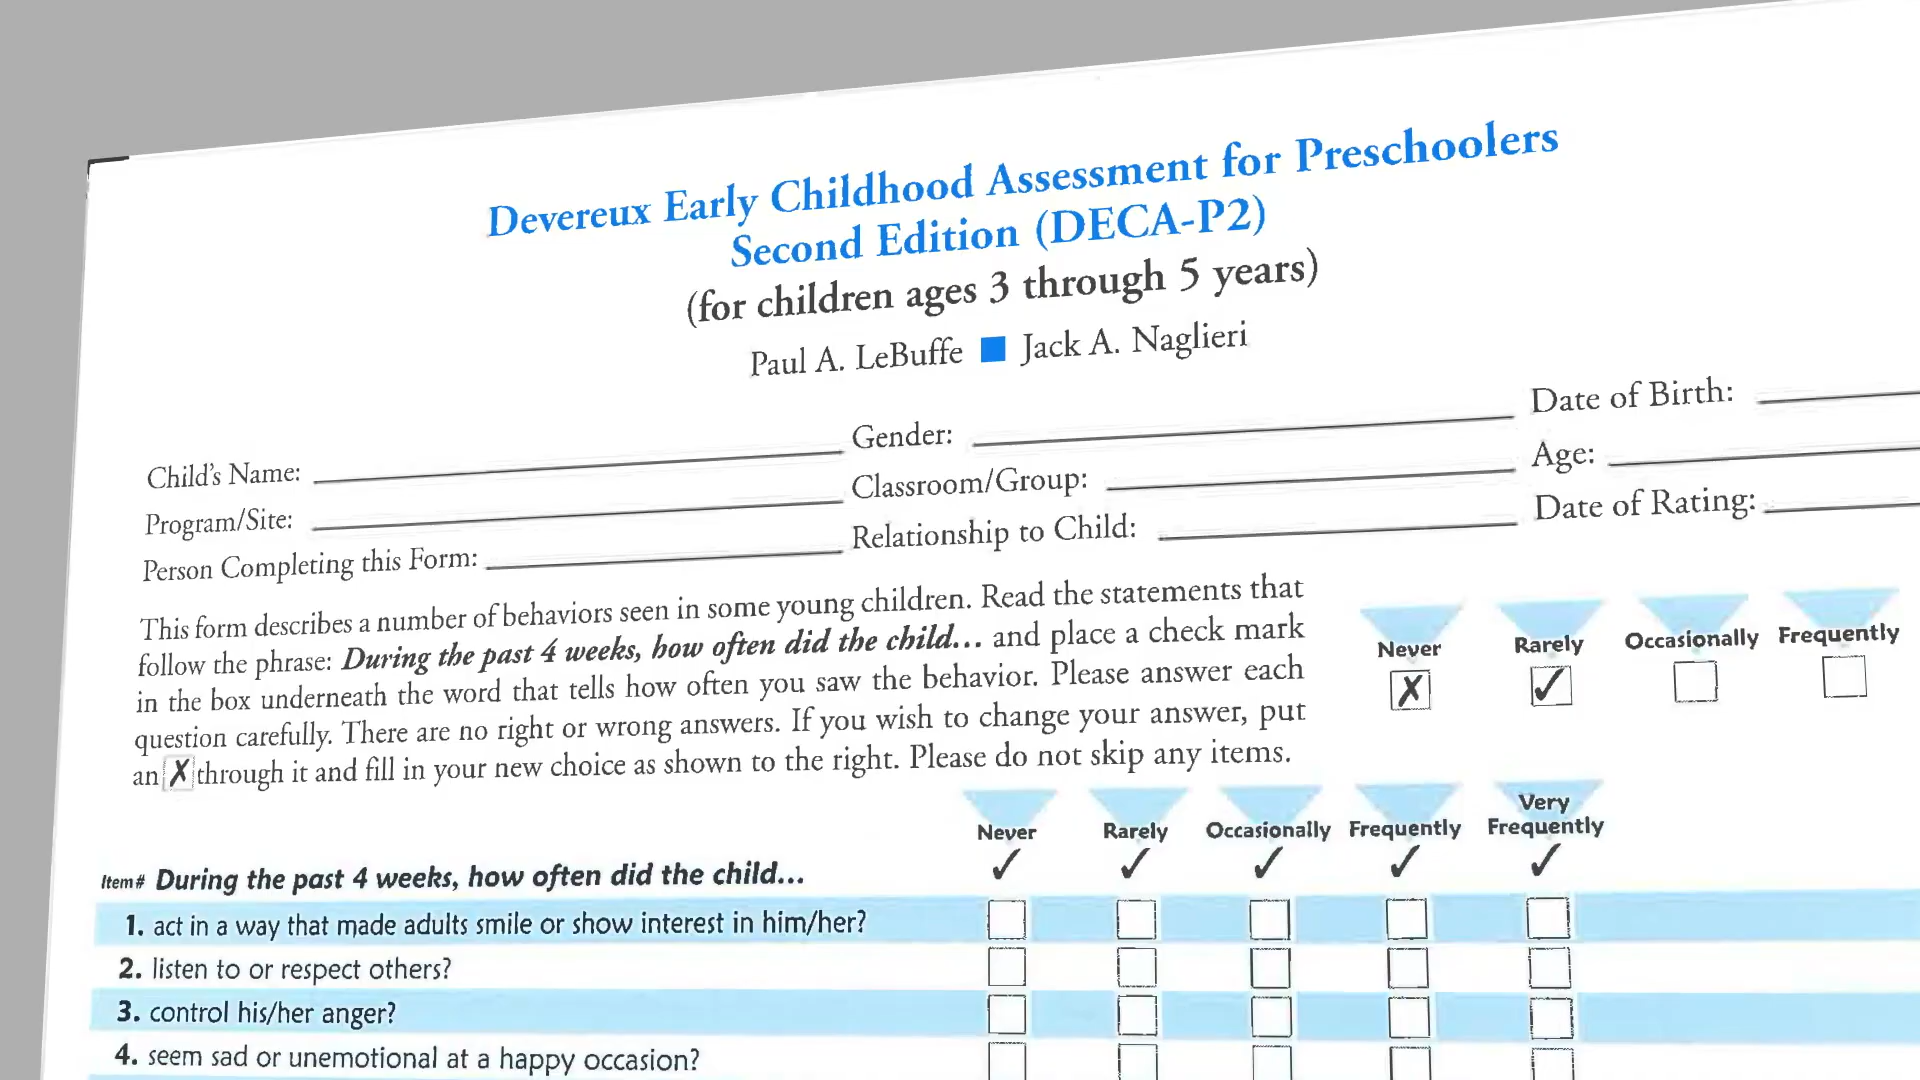 Devereux Early Childhood Assessment for Preschoolers
Second Edition (DECA-P2)
(for children ages 3 through 5 years)
Paul A. LeBuffe ■ Jack A. Naglieri
Child's Name: Gender: Date of Birth:
Program/Site: Classroom/Group: Age:
Person Completing this Form: Relationship to Child: Date of Rating:
This form describes a number of behaviors seen in some young children. Read the statements that
follow the phrase: During the past 4 weeks, how often did the child... and place a check mark
in the box underneath the word that tells how often you saw the behavior. Please answer each
question carefully. There are no right or wrong answers. If you wish to change your answer, put
an ✗ through it and fill in your new choice as shown to the right. Please do not skip any items.
Never Rarely Occasionally Frequently
✗ ✓
Never Rarely Occasionally Frequently Very Frequently
✓ ✓ ✓ ✓ ✓
Item# During the past 4 weeks, how often did the child...
1. act in a way that made adults smile or show interest in him/her?
2. listen to or respect others?
3. control his/her anger?
4. seem sad or unemotional at a happy occasion?